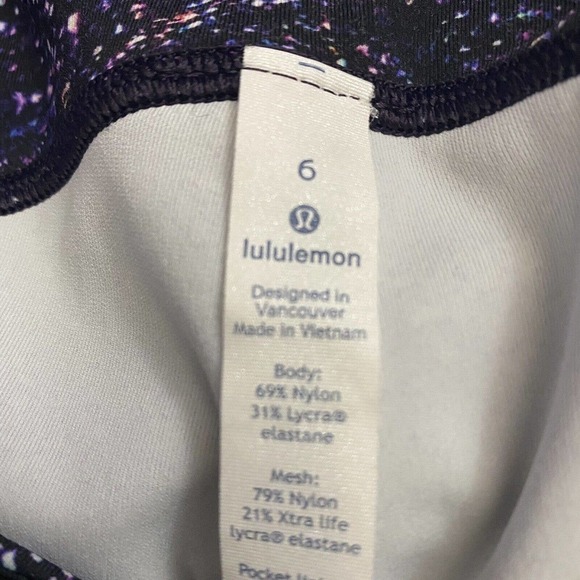 6
lululemon
Designed in
Vancouver
Made in Vietnam
Body:
69% Nylon
31% Lycra®
elastane
Mesh:
79% Nylon
21% Xtra life
lycra® elastane
Pocket